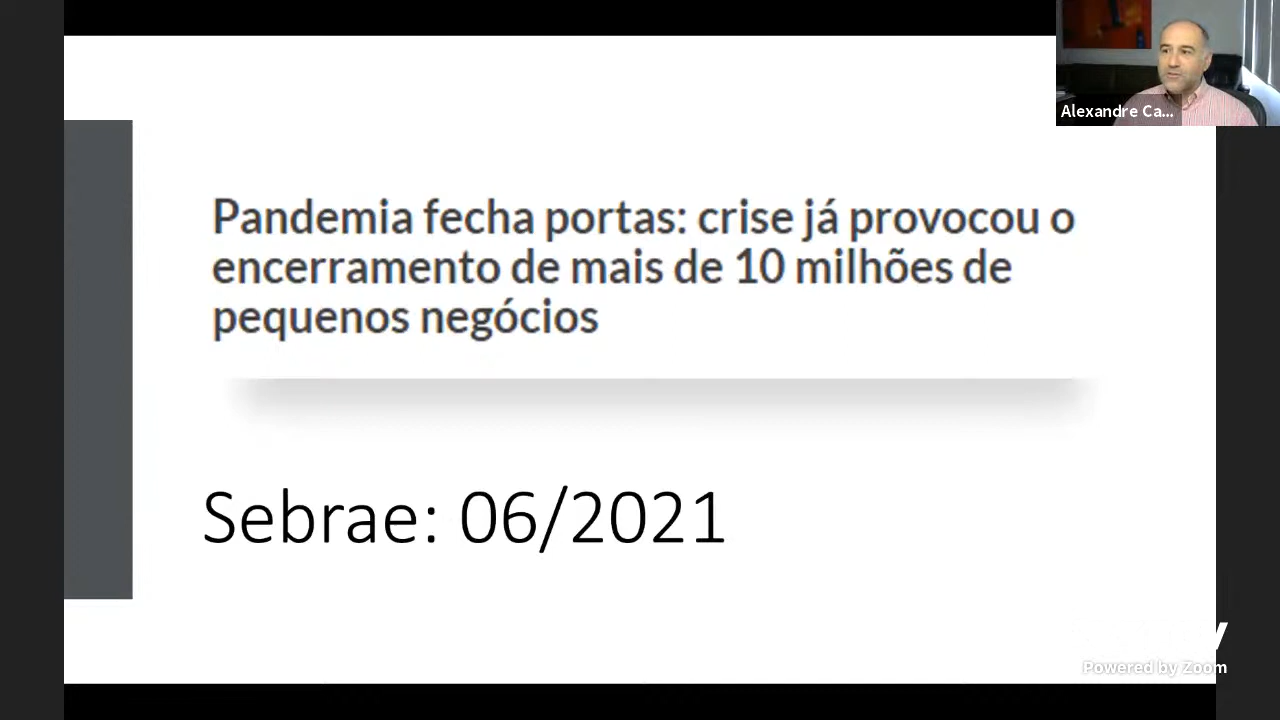 Alexandre Ca...
Pandemia fecha portas: crise já provocou o
encerramento de mais de 10 milhões de
pequenos negócios
Sebrae: 06/2021
Powered by Zoom